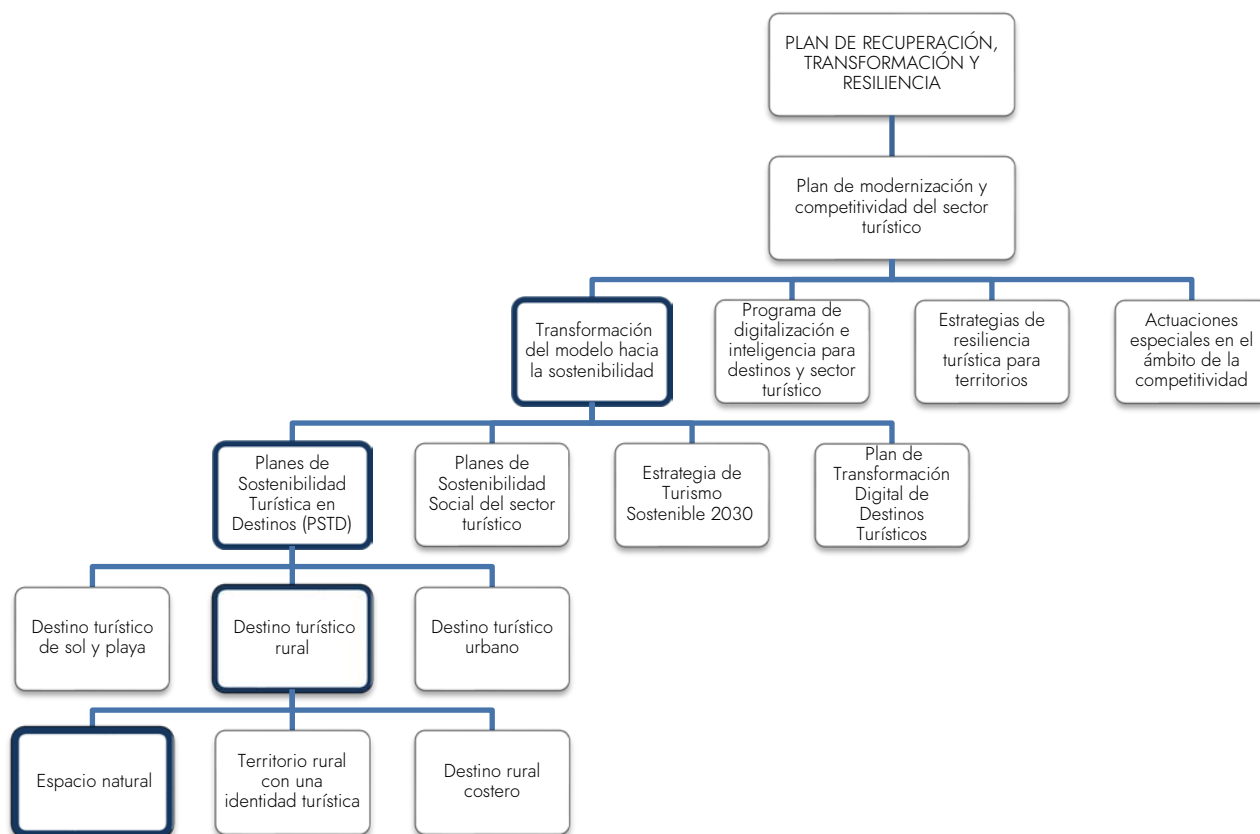 PLAN DE RECUPERACIÓN,
TRANSFORMACIÓN Y
RESILIENCIA
Plan de modernización y
competitividad del sector
turístico
Transformación
del modelo hacia
la sostenibilidad
Programa de
digitalización e
inteligencia para
destinos y sector
turístico
Estrategias de
resiliencia
turística para
territorios
Actuaciones
especiales en el
ámbito de la
competitividad
Planes de
Sostenibilidad
Turística en
Destinos (PSTD)
Planes de
Sostenibilidad
Social del sector
turístico
Estrategia de
Turismo
Sostenible 2030
Plan de
Transformación
Digital de
Destinos
Turísticos
Destino turístico
de sol y playa
Destino turístico
rural
Destino turístico
urbano
Espacio natural
Territorio rural
con una
identidad turística
Destino rural
costero